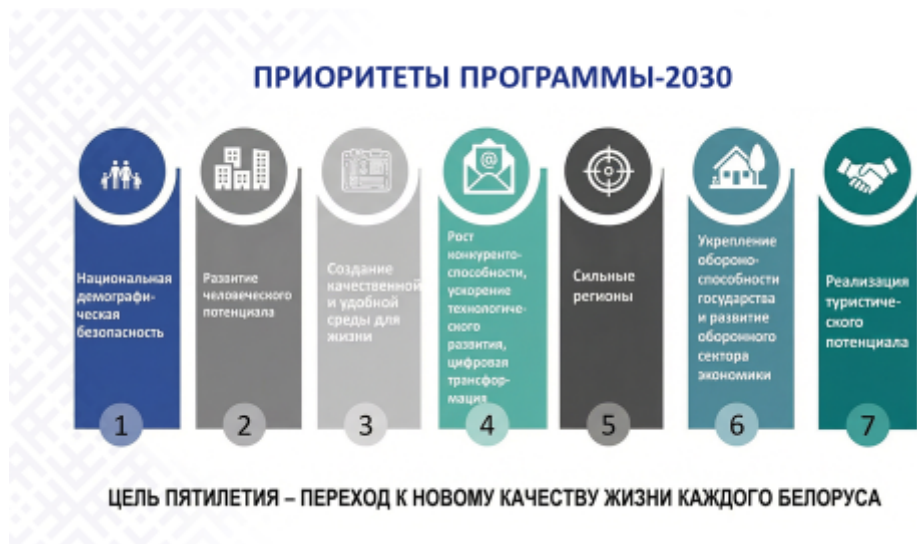 ПРИОРИТЕТЫ ПРОГРАММЫ-2030
Национальная
демографи-
ческая
безопасность
1
Развитие
человеческого
потенциала
2
Создание
качественной
и удобной
среды для
жизни
3
@
Рост
конкуренто-
способности,
ускорение
технологиче-
ского
развития,
цифровая
трансфор-
мация
4
Сильные
регионы
5
Укрепление
обороно-
способности
государства
и развитие
оборонного
сектора
экономики
6
Реализация
туристиче-
ского
потенциала
7
ЦЕЛЬ ПЯТИЛЕТИЯ – ПЕРЕХОД К НОВОМУ КАЧЕСТВУ ЖИЗНИ КАЖДОГО БЕЛОРУСА